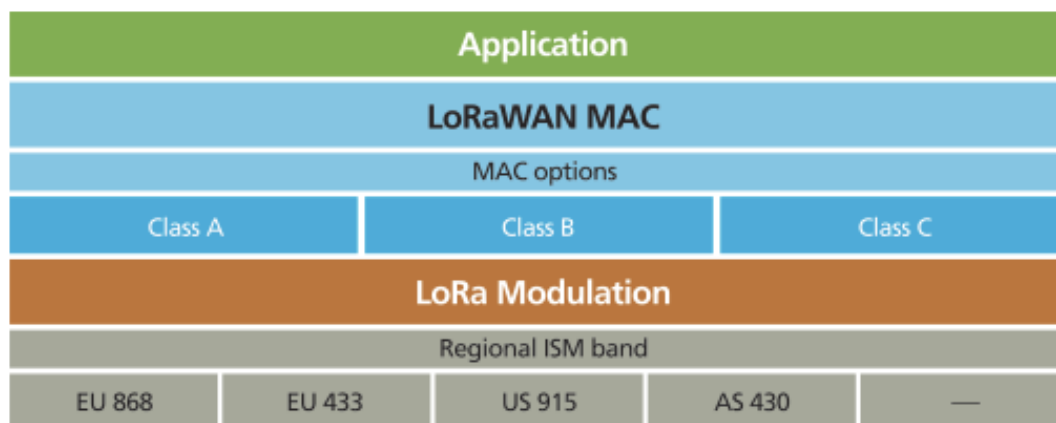 Application
LoRaWAN MAC
MAC options
Class A Class B Class C
LoRa Modulation
Regional ISM band
EU 868 EU 433 US 915 AS 430 —